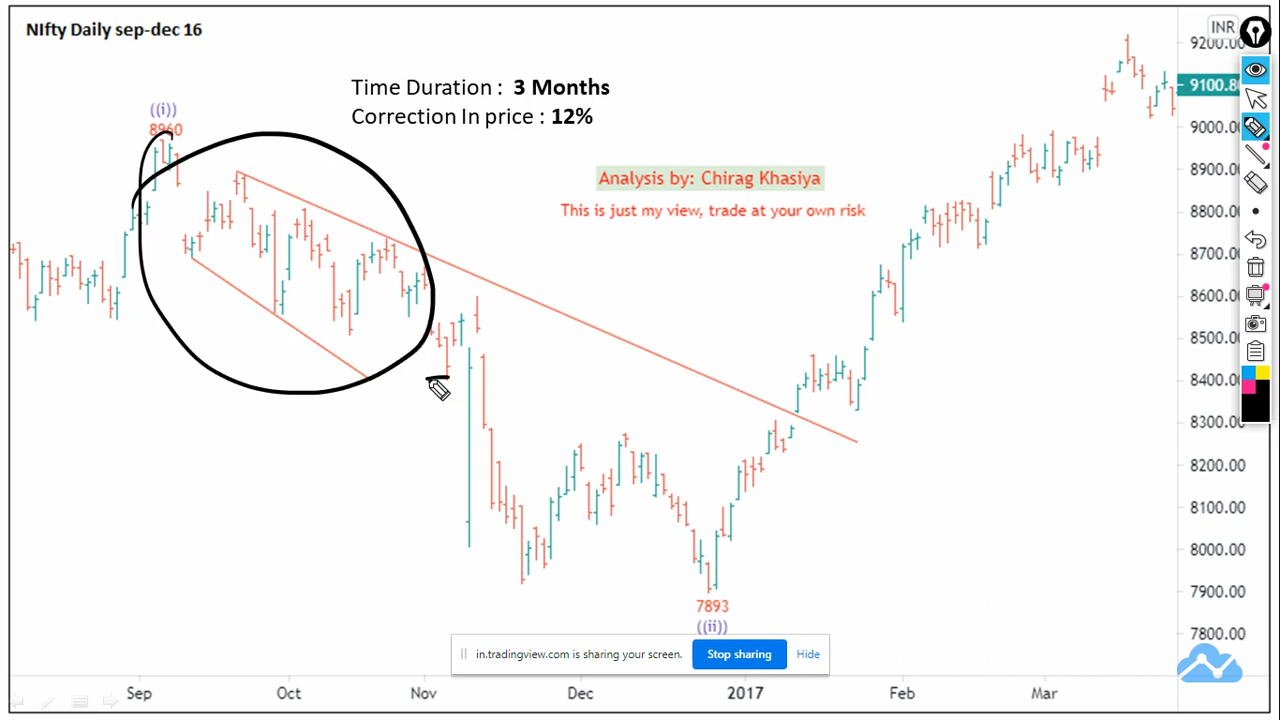 NIfty Daily sep-dec 16
INR
Time Duration : 3 Months
Correction In price : 12%
((i))
8960
Analysis by: Chirag Khasiya
This is just my view, trade at your own risk
9200.00
9100.8
9000.00
8900.00
8800.00
8700.00
8600.00
8500.00
8400.00
8300.00
8200.00
8100.00
8000.00
7900.00
7800.00
7893
((ii))
in.tradingview.com is sharing your screen.
Stop sharing
Hide
Sep Oct Nov Dec 2017 Feb Mar